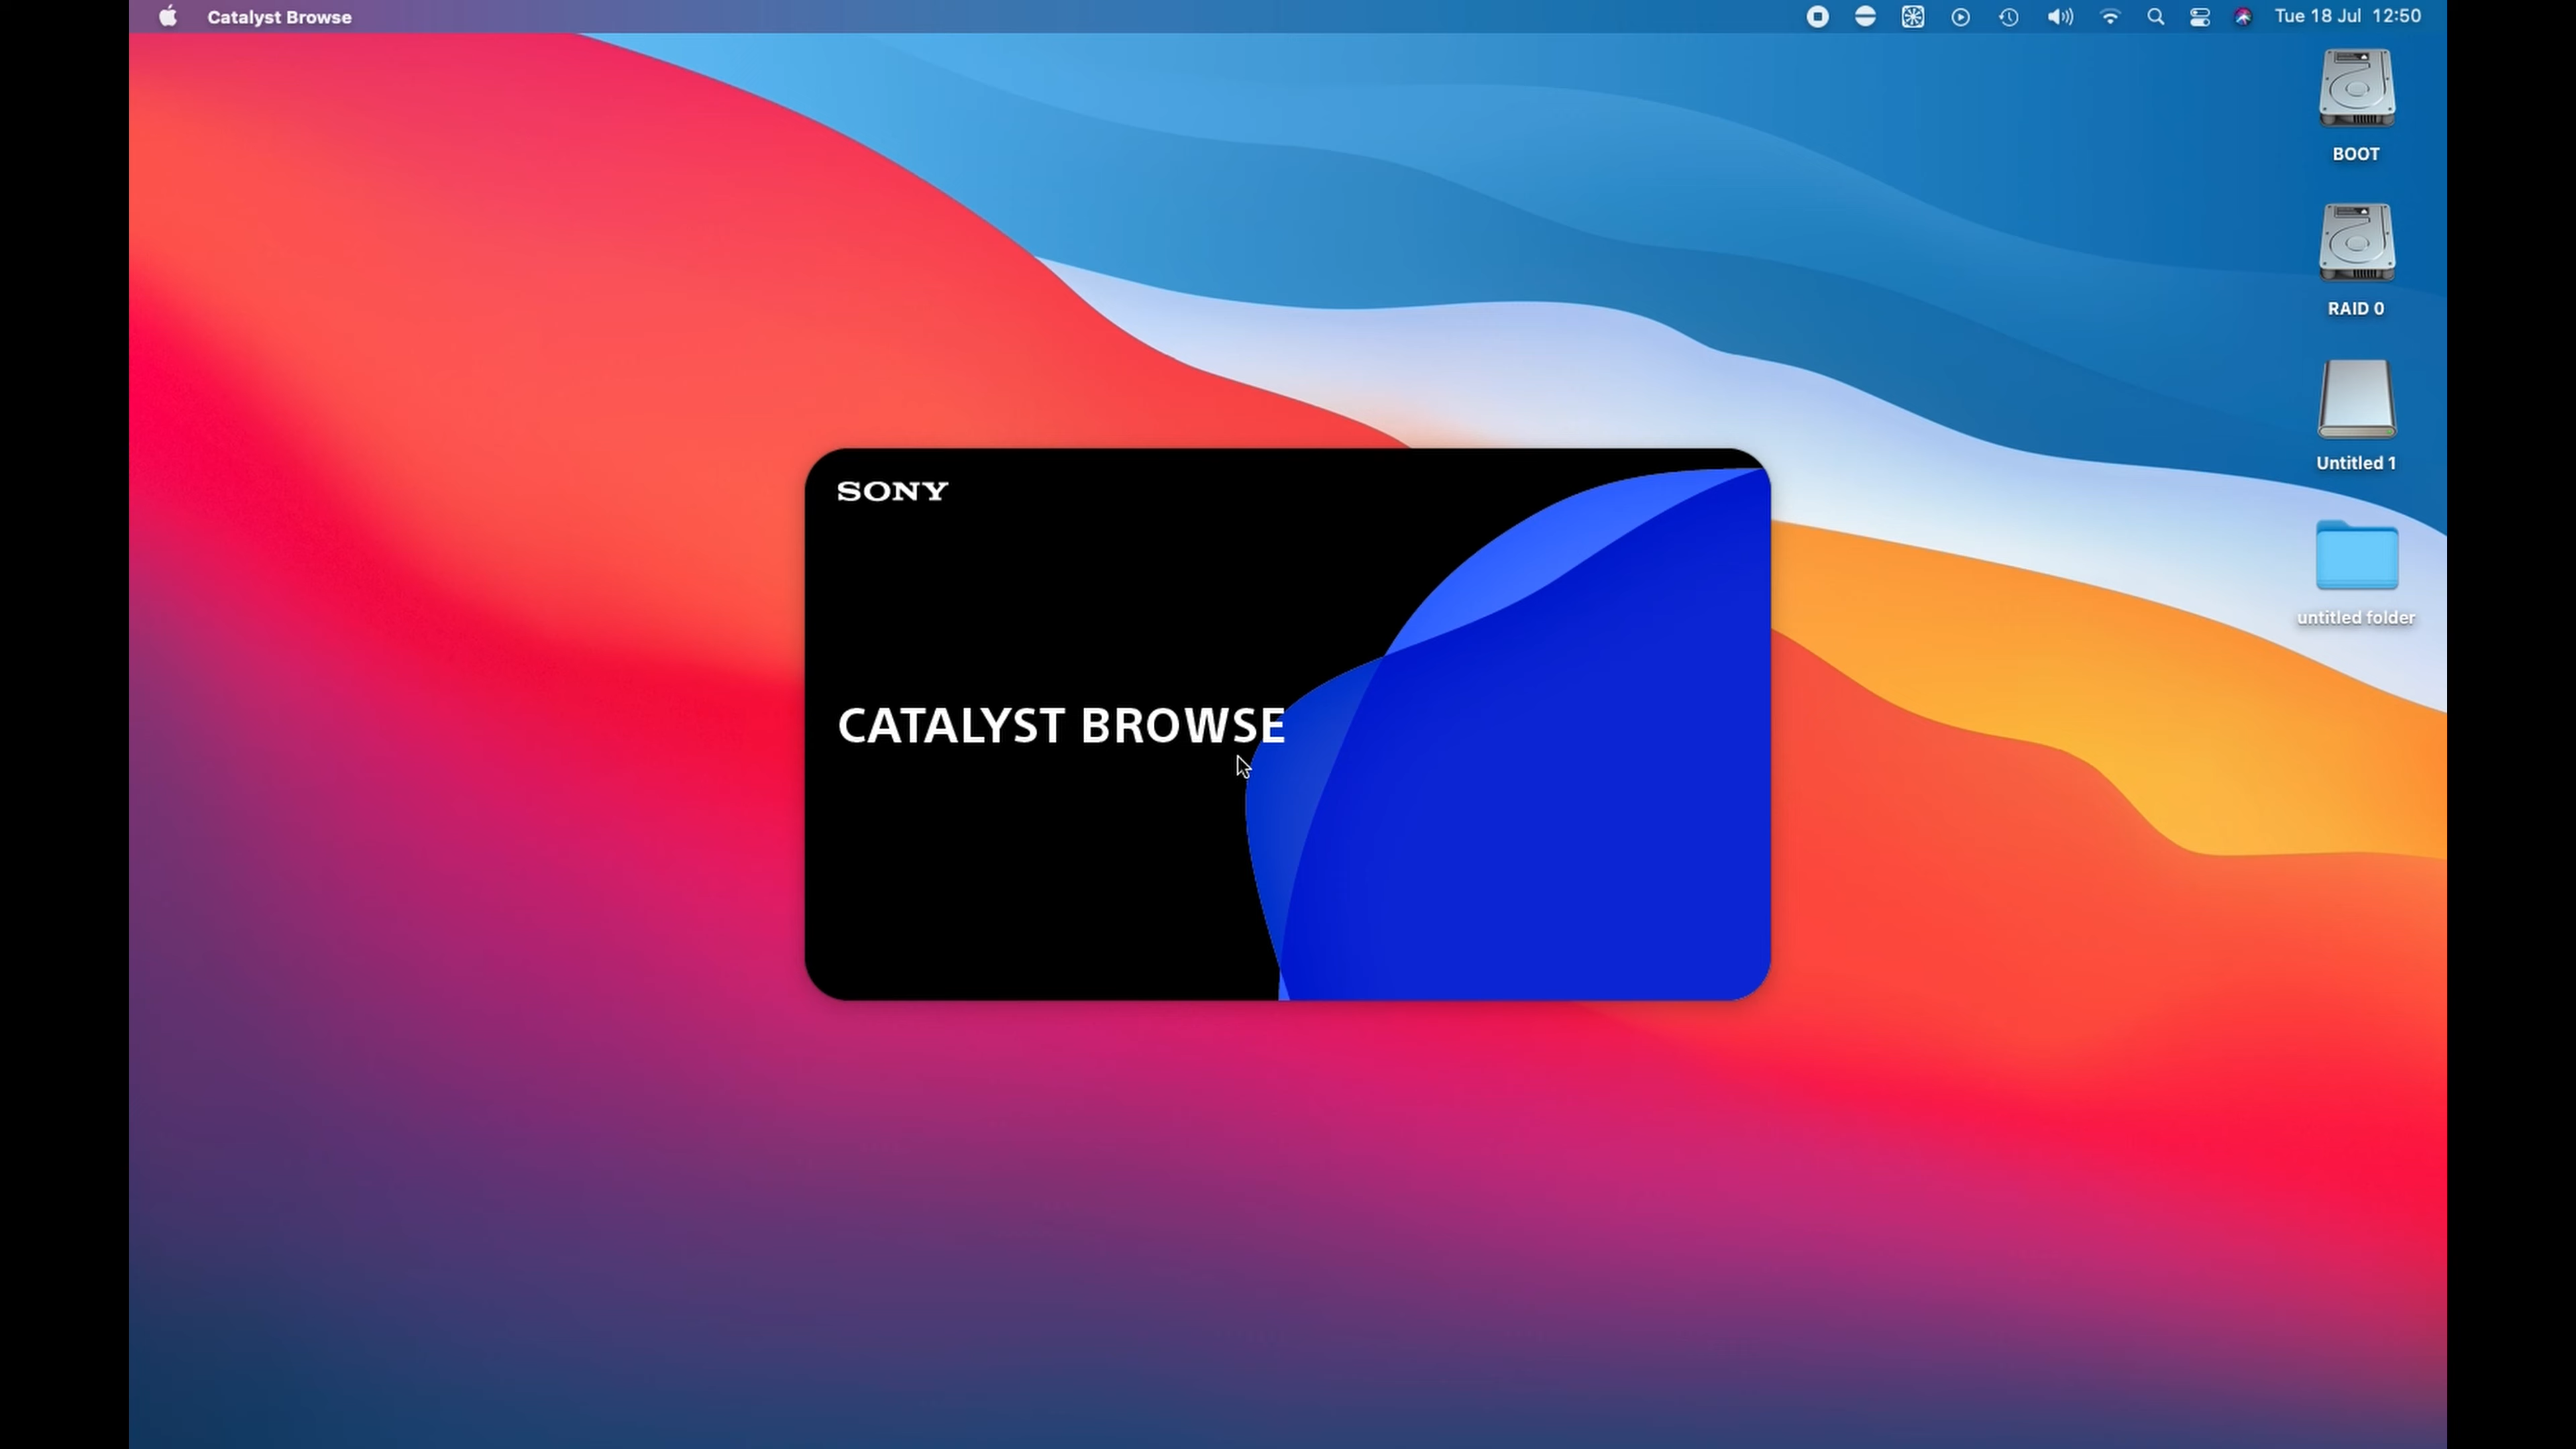 Catalyst Browse
Tue 18 Jul 12:50
BOOT
RAID 0
Untitled 1
untitled folder
SONY
CATALYST BROWSE